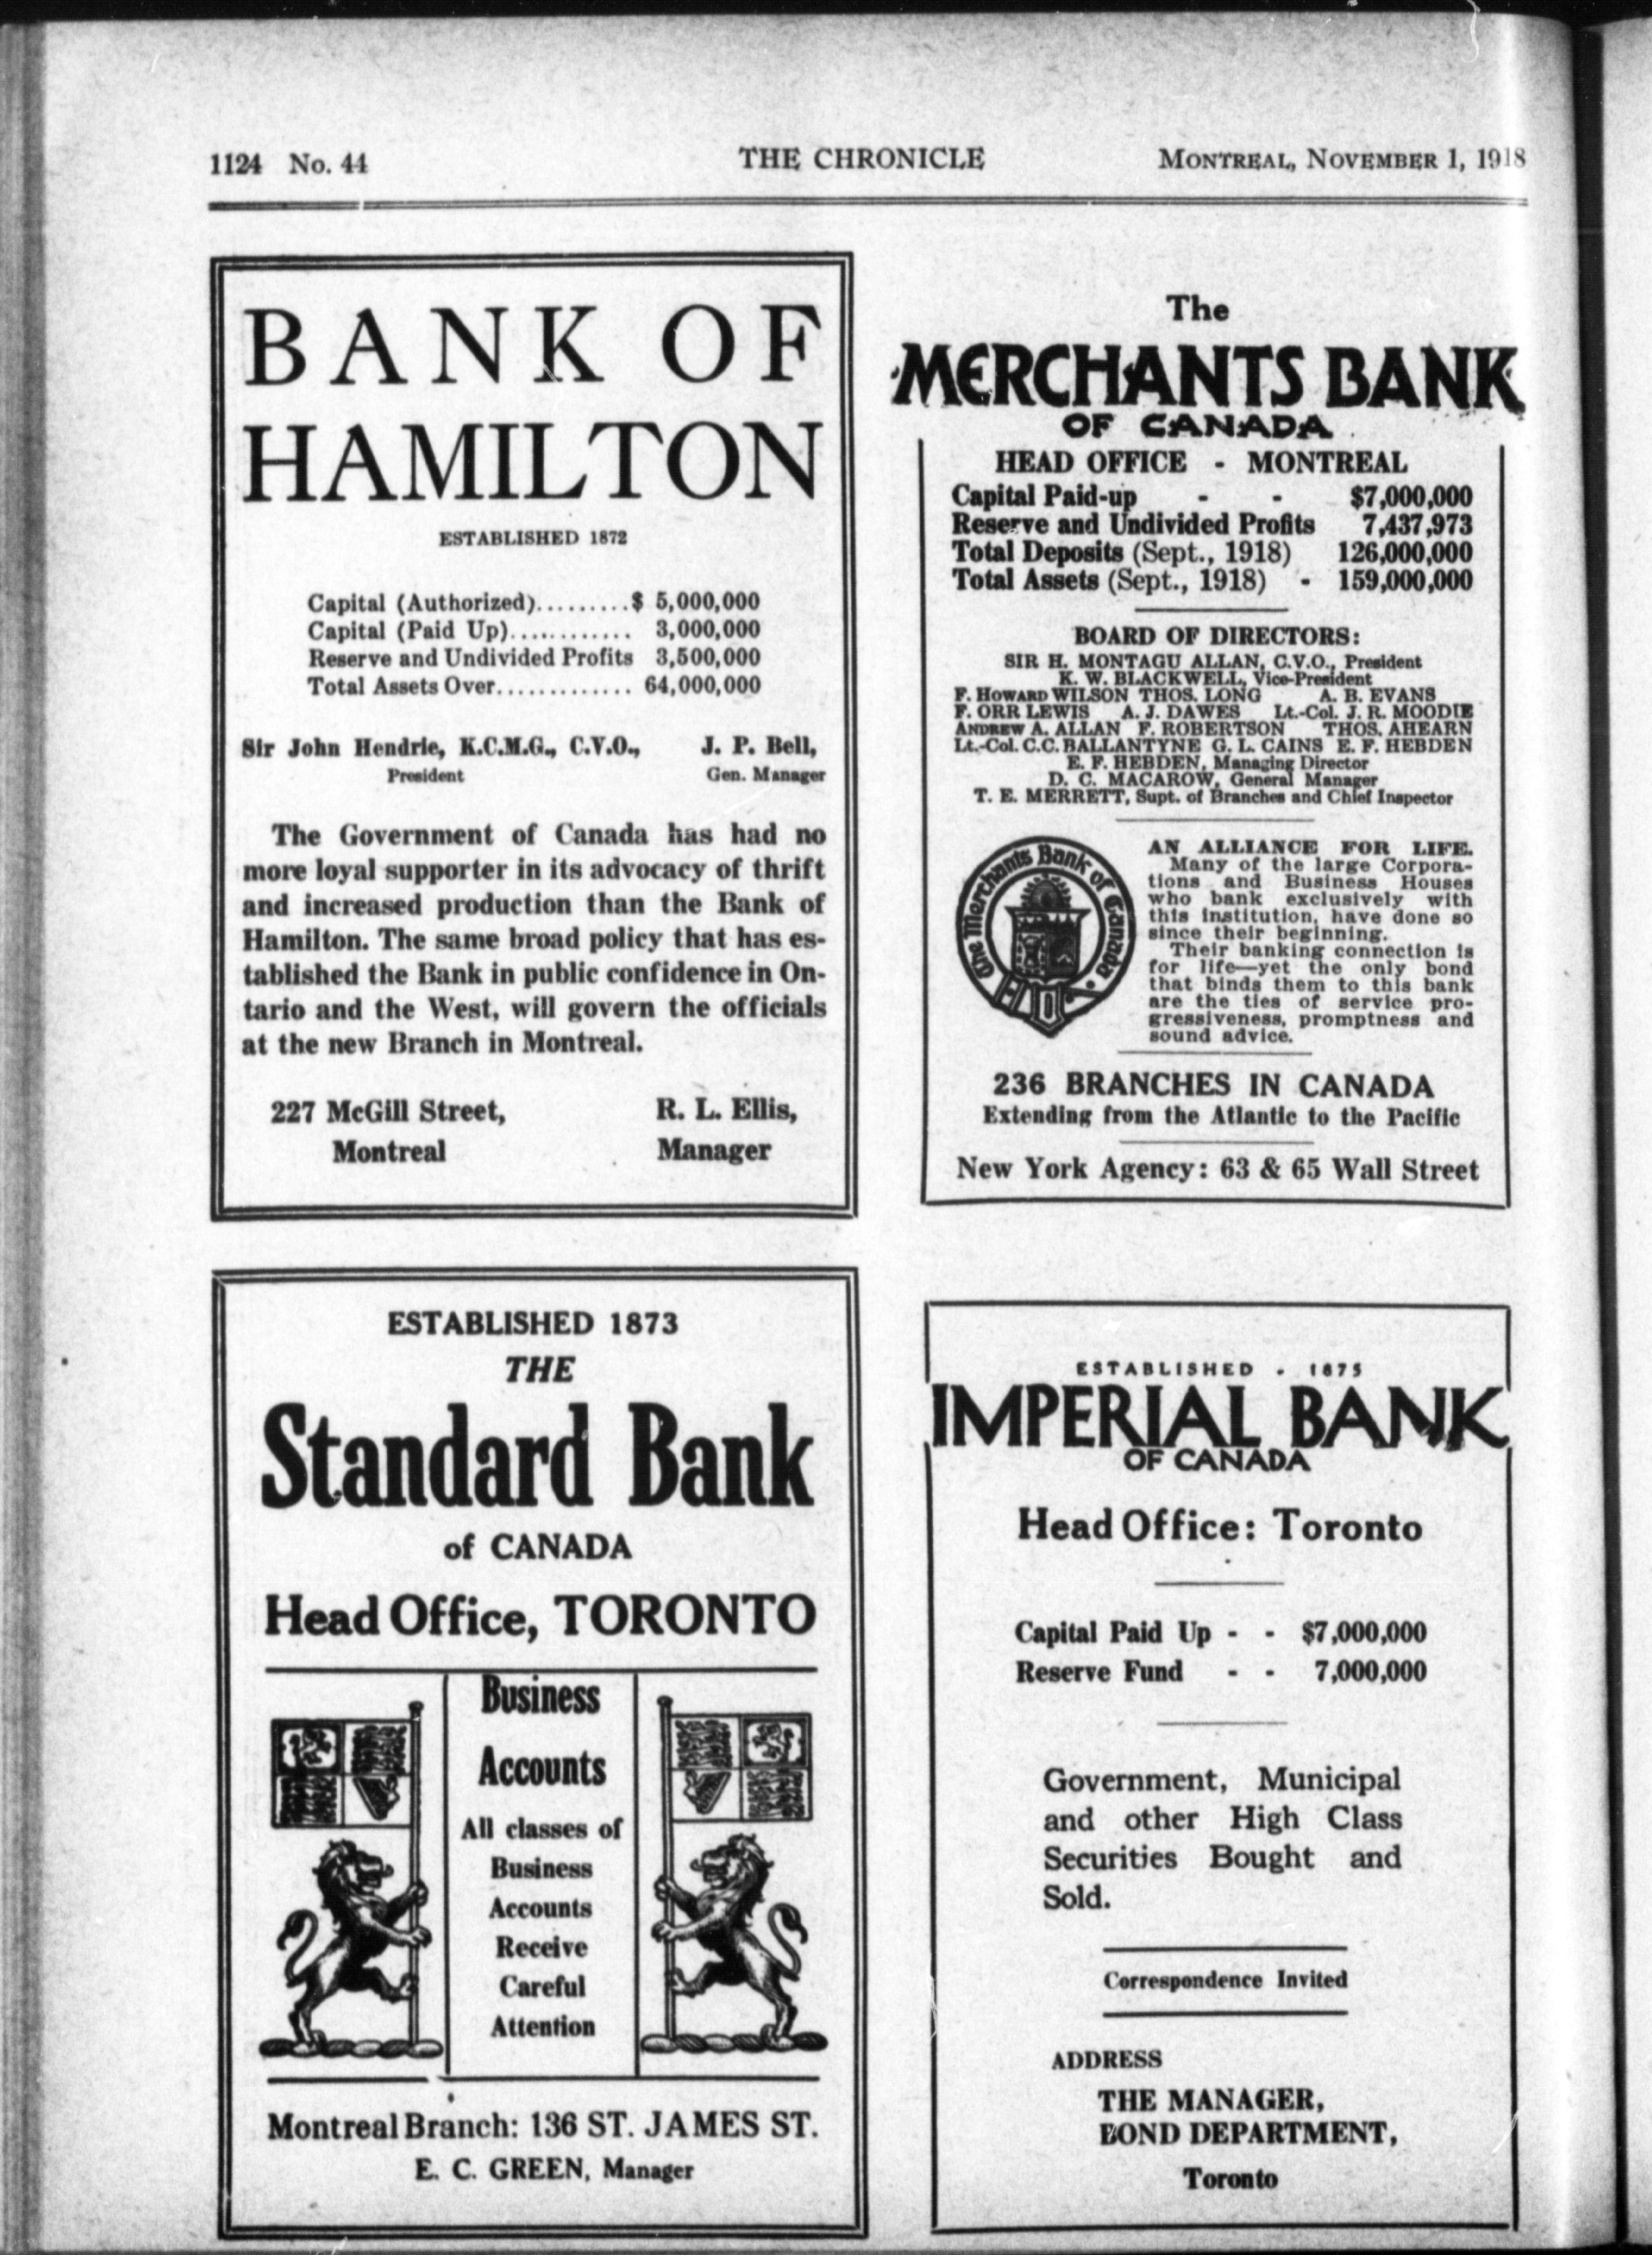 1124 No. 44 THE CHRONICLE MONTREAL, NOVEMBER 1, 1918
BANK OF
HAMILTON
ESTABLISHED 1872
Capital (Authorized).........$ 5,000,000
Capital (Paid Up)............ 3,000,000
Reserve and Undivided Profits 3,500,000
Total Assets Over............. 64,000,000
Sir John Hendrie, K.C.M.G., C.V.O., J. P. Bell,
President Gen. Manager
The Government of Canada has had no
more loyal supporter in its advocacy of thrift
and increased production than the Bank of
Hamilton. The same broad policy that has es-
tablished the Bank in public confidence in On-
tario and the West, will govern the officials
at the new Branch in Montreal.
227 McGill Street, R. L. Ellis,
Montreal Manager
The
MERCHANTS BANK
OF CANADA
HEAD OFFICE - MONTREAL
Capital Paid-up - - $7,000,000
Reserve and Undivided Profits 7,437,973
Total Deposits (Sept., 1918) 126,000,000
Total Assets (Sept., 1918) - 159,000,000
BOARD OF DIRECTORS:
SIR H. MONTAGU ALLAN, C.V.O., President
K. W. BLACKWELL, Vice-President
F. HOWARD WILSON THOS. LONG A. B. EVANS
F. ORR LEWIS A. J. DAWES Lt.-Col. J. R. MOODIE
ANDREW A. ALLAN F. ROBERTSON THOS. AHEARN
Lt.-Col. C.C. BALLANTYNE G. L. CAINS E. F. HEBDEN
E. F. HEBDEN, Managing Director
D. C. MACAROW, General Manager
T. E. MERRETT, Supt. of Branches and Chief Inspector
The Merchants Bank of Canada
AN ALLIANCE FOR LIFE.
Many of the large Corpora-
tions and Business Houses
who bank exclusively with
this institution, have done so
since their beginning.
Their banking connection is
for life—yet the only bond
that binds them to this bank
are the ties of service pro-
gressiveness, promptness and
sound advice.
236 BRANCHES IN CANADA
Extending from the Atlantic to the Pacific
New York Agency: 63 & 65 Wall Street
ESTABLISHED 1873
THE
Standard Bank
of CANADA
Head Office, TORONTO
Business
Accounts
All classes of
Business
Accounts
Receive
Careful
Attention
Montreal Branch: 136 ST. JAMES ST.
E. C. GREEN, Manager
ESTABLISHED - 1875
IMPERIAL BANK
OF CANADA
Head Office: Toronto
Capital Paid Up - - $7,000,000
Reserve Fund - - 7,000,000
Government, Municipal
and other High Class
Securities Bought and
Sold.
Correspondence Invited
ADDRESS
THE MANAGER,
BOND DEPARTMENT,
Toronto